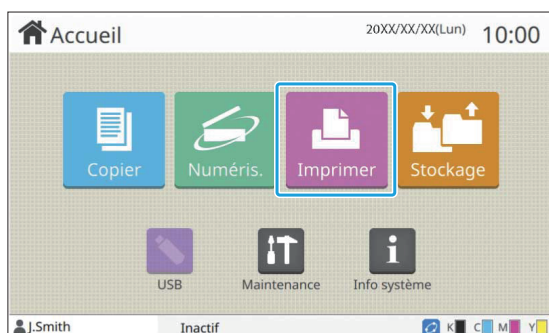 Accueil 20XX/XX/XX(Lun) 10:00
Copier Numéris. Imprimer Stockage
USB Maintenance Info système
J.Smith Inactif K C M Y